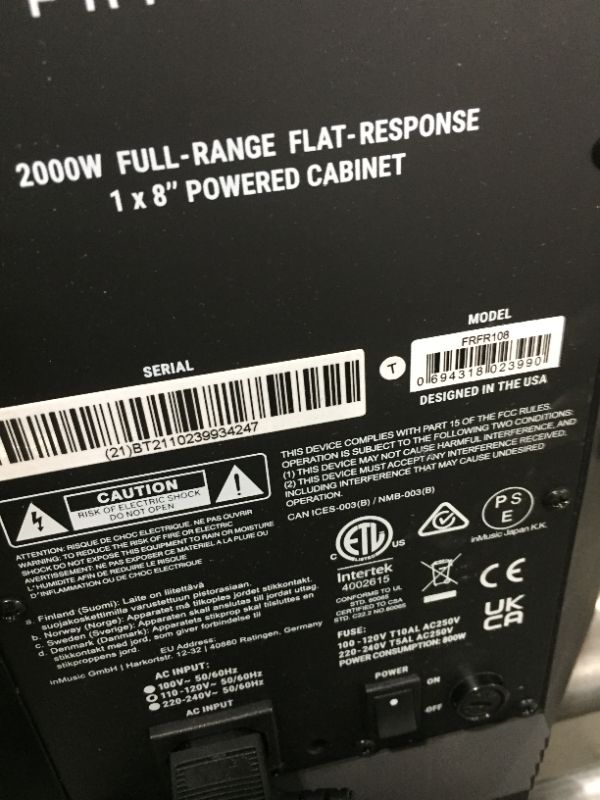 2000W FULL-RANGE FLAT-RESPONSE
1 x 8" POWERED CABINET
MODEL
FRFR108
0 694318 023990
DESIGNED IN THE USA
T
SERIAL
(21)BT2110239934247
THIS DEVICE COMPLIES WITH PART 15 OF THE FCC RULES.
OPERATION IS SUBJECT TO THE FOLLOWING TWO CONDITIONS:
(1) THIS DEVICE MAY NOT CAUSE HARMFUL INTERFERENCE, AND
(2) THIS DEVICE MUST ACCEPT ANY INTERFERENCE RECEIVED,
INCLUDING INTERFERENCE THAT MAY CAUSE UNDESIRED
OPERATION.
CAN ICES-003(B) / NMB-003(B)
CAUTION
RISK OF ELECTRIC SHOCK
DO NOT OPEN
ATTENTION: RISQUE DE CHOC ELECTRIQUE, NE PAS OUVRIR
WARNING: TO REDUCE THE RISK OF FIRE OR ELECTRIC
SHOCK DO NOT EXPOSE THIS EQUIPMENT TO RAIN OR MOISTURE
AVERTISSEMENT: NE PAS EXPOSER CE MATERIEL A LA PLUIE OU
L'HUMIDITE AFIN DE REDUIRE LE RISQUE
D'INFLAMMATION OU DE CHOC ELECTRIQUE
a. Finland (Suomi): Laite on liitettävä
suojakoskettimilla varustettuun pistorasiaan.
b. Norway (Norge): Apparatet må tilkoples jordet stikkontakt.
c. Sweden (Sverige): Apparaten skall anslutas till jordat uttag.
d. Denmark (Danmark): Apparatets stikprop skal tilsluttes en
stikkontakt med jord, som giver forbindelse til
stikproppens jord.
EU Address:
inMusic GmbH | Harkortstr. 12-32 | 40880 Ratingen, Germany
C ETL US
Intertek
4002615
CONFORMS TO UL
STD. 60065
CERTIFIED TO CSA
STD. C22.2 NO.60065
PS
E
inMusic Japan K.K.
CE
UK
CA
FUSE:
100-120V T10AL AC250V
220-240V T5AL AC250V
POWER CONSUMPTION: 800W
AC INPUT:
100V~ 50/60Hz
110-120V~ 50/60Hz
220-240V~ 50/60Hz
AC INPUT
POWER
ON
OFF